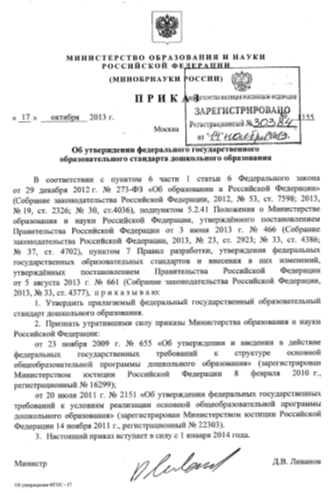 МИНИСТЕРСТВО ОБРАЗОВАНИЯ И НАУКИ
РОССИЙСКОЙ ФЕДЕРАЦИИ
(МИНОБРНАУКИ РОССИИ)
ПРИКАЗ
МИНИСТЕРСТВО ЮСТИЦИИ РОССИЙСКОЙ ФЕДЕРАЦИИ
ЗАРЕГИСТРИРОВАНО
« 17 » октября 2013 г.
Регистрационный № 30384
1155
Москва
от "14" ноября 2013.
Об утверждении федерального государственного
образовательного стандарта дошкольного образования
В соответствии с пунктом 6 части 1 статьи 6 Федерального закона
от 29 декабря 2012 г. № 273-ФЗ «Об образовании в Российской Федерации»
(Собрание законодательства Российской Федерации, 2012, № 53, ст. 7598; 2013,
№ 19, ст. 2326; № 30, ст.4036), подпунктом 5.2.41 Положения о Министерстве
образования и науки Российской Федерации, утверждённого постановлением
Правительства Российской Федерации от 3 июня 2013 г. № 466 (Собрание
законодательства Российской Федерации, 2013, № 23, ст. 2923; № 33, ст. 4386;
№ 37, ст. 4702), пунктом 7 Правил разработки, утверждения федеральных
государственных образовательных стандартов и внесения в них изменений,
утверждённых постановлением Правительства Российской Федерации
от 5 августа 2013 г. № 661 (Собрание законодательства Российской Федерации,
2013, № 33, ст. 4377), п р и к а з ы в а ю:
1. Утвердить прилагаемый федеральный государственный образовательный
стандарт дошкольного образования.
2. Признать утратившими силу приказы Министерства образования и науки
Российской Федерации:
от 23 ноября 2009 г. № 655 «Об утверждении и введении в действие
федеральных государственных требований к структуре основной
общеобразовательной программы дошкольного образования» (зарегистрирован
Министерством юстиции Российской Федерации 8 февраля 2010 г.,
регистрационный № 16299);
от 20 июля 2011 г. № 2151 «Об утверждении федеральных государственных
требований к условиям реализации основной общеобразовательной программы
дошкольного образования» (зарегистрирован Министерством юстиции Российской
Федерации 14 ноября 2011 г., регистрационный № 22303).
3. Настоящий приказ вступает в силу с 1 января 2014 года.
Министр
Д.В. Ливанов
Об утверждении ФГОС - 17